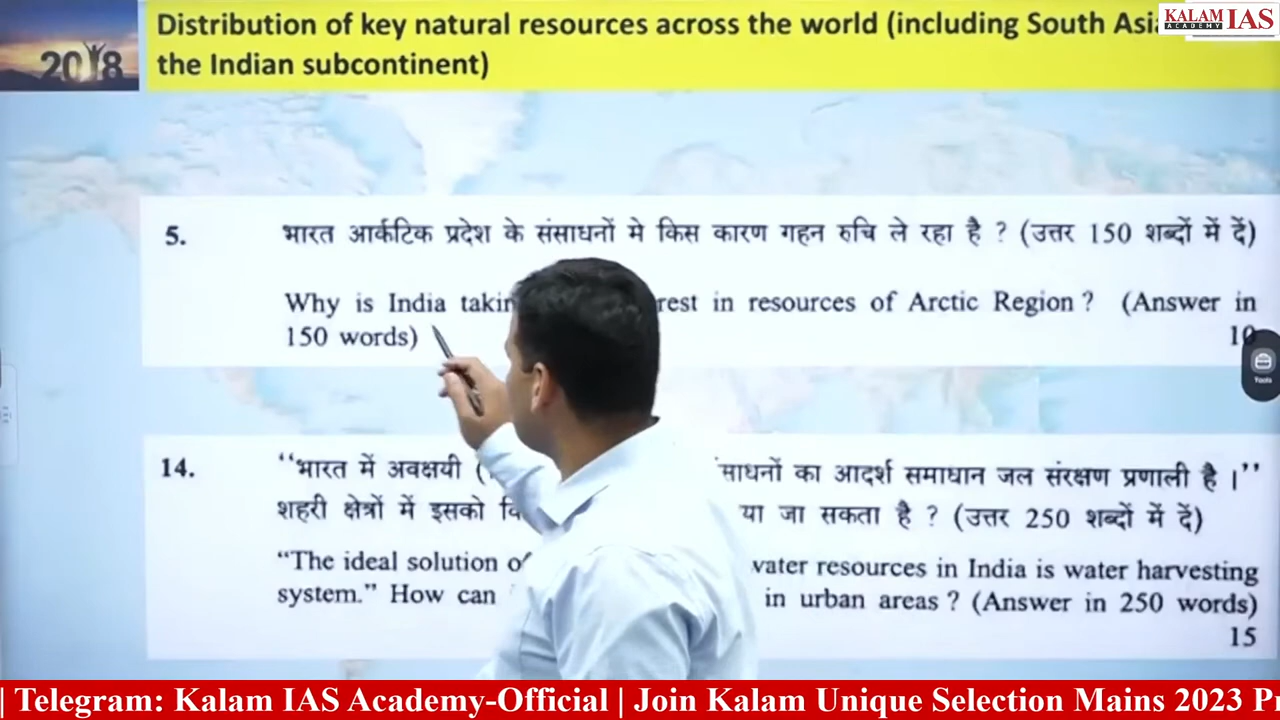 Distribution of key natural resources across the world (including South Asia
the Indian subcontinent)
KALAM IAS
ACADEMY
2018
5. भारत आर्कटिक प्रदेश के संसाधनों मे किस कारण गहन रुचि ले रहा है ? (उत्तर 150 शब्दों में दें)
Why is India takin rest in resources of Arctic Region ? (Answer in
150 words) 10
Tools
14. “भारत में अवक्षयी साधनों का आदर्श समाधान जल संरक्षण प्रणाली है ।”
शहरी क्षेत्रों में इसको या जा सकता है ? (उत्तर 250 शब्दों में दें)
“The ideal solution of water resources in India is water harvesting
system.” How can in urban areas ? (Answer in 250 words)
15
| Telegram: Kalam IAS Academy-Official | Join Kalam Unique Selection Mains 2023 P